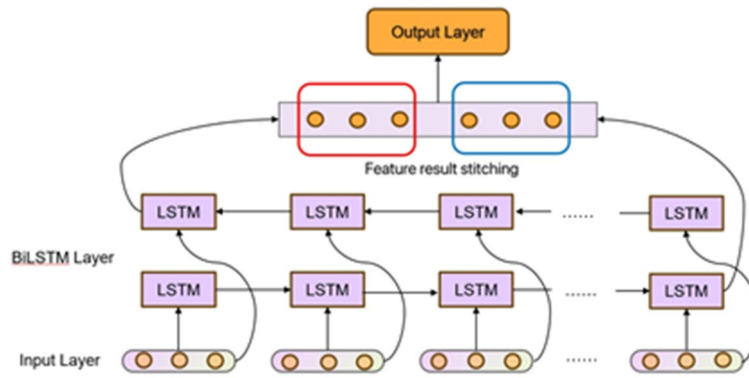 Output Layer
Feature result stitching
LSTM LSTM LSTM ...... LSTM
BiLSTM Layer
LSTM LSTM LSTM ...... LSTM
Input Layer ......